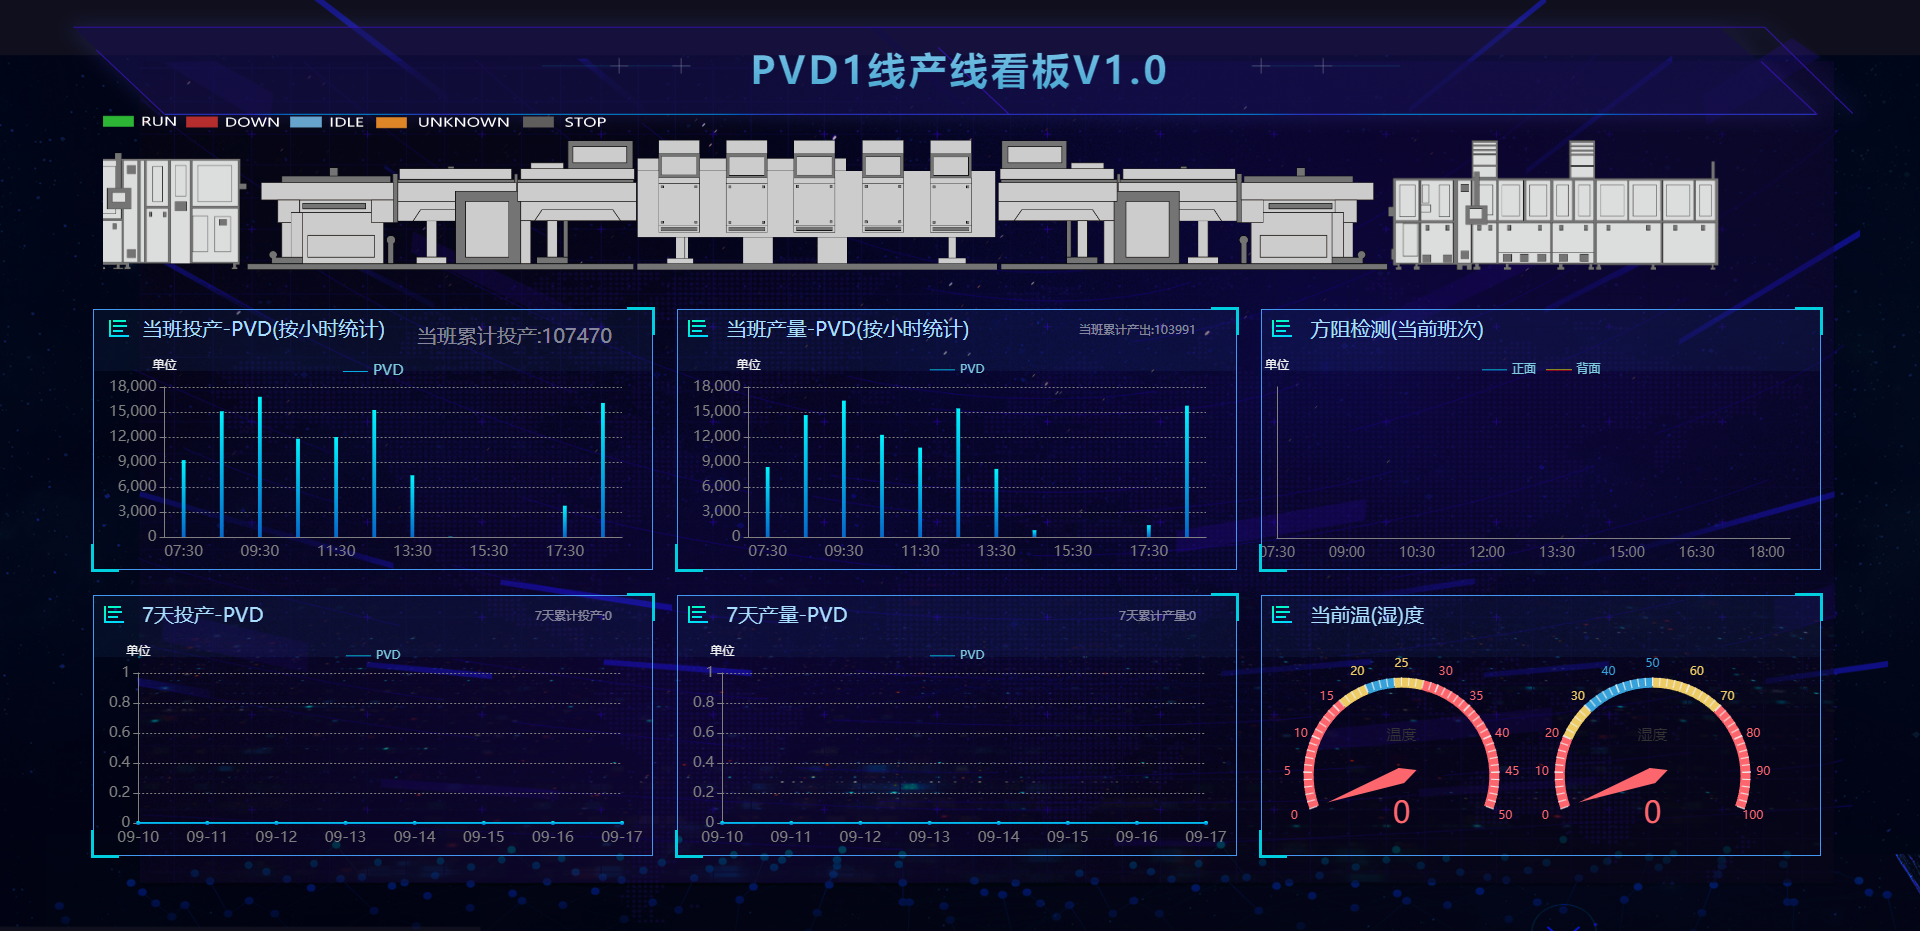 PVD1线产线看板V1.0
RUN DOWN IDLE UNKNOWN STOP
当班投产-PVD(按小时统计)
当班累计投产:107470
单位
PVD
18,000
15,000
12,000
9,000
6,000
3,000
0
07:30 09:30 11:30 13:30 15:30 17:30
当班产量-PVD(按小时统计)
当班累计产出:103991
单位
PVD
18,000
15,000
12,000
9,000
6,000
3,000
0
07:30 09:30 11:30 13:30 15:30 17:30
方阻检测(当前班次)
单位
正面 背面
07:30 09:00 10:30 12:00 13:30 15:00 16:30 18:00
7天投产-PVD
7天累计投产:0
单位
PVD
1
0.8
0.6
0.4
0.2
0
09-10 09-11 09-12 09-13 09-14 09-15 09-16 09-17
7天产量-PVD
7天累计产量:0
单位
PVD
1
0.8
0.6
0.4
0.2
0
09-10 09-11 09-12 09-13 09-14 09-15 09-16 09-17
当前温(湿)度
0 5 10 15 20 25 30 35 40 45 50
温度
0
0 10 20 30 40 50 60 70 80 90 100
湿度
0